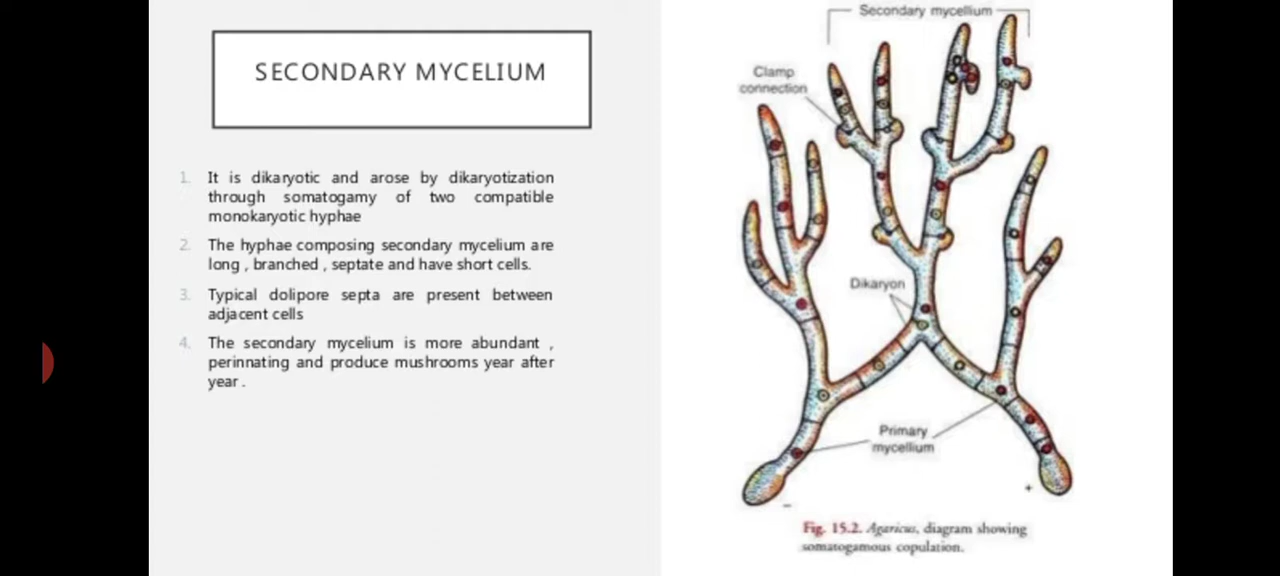 SECONDARY MYCELIUM
1. It is dikaryotic and arose by dikaryotization
through somatogamy of two compatible
monokaryotic hyphae
2. The hyphae composing secondary mycelium are
long , branched , septate and have short cells.
3. Typical dolipore septa are present between
adjacent cells
4. The secondary mycelium is more abundant ,
perinnating and produce mushrooms year after
year .
Secondary mycellium
Clamp
connection
Dikaryon
Primary
mycellium
+
–
Fig. 15.2. Agaricus, diagram showing
somatogamous copulation.